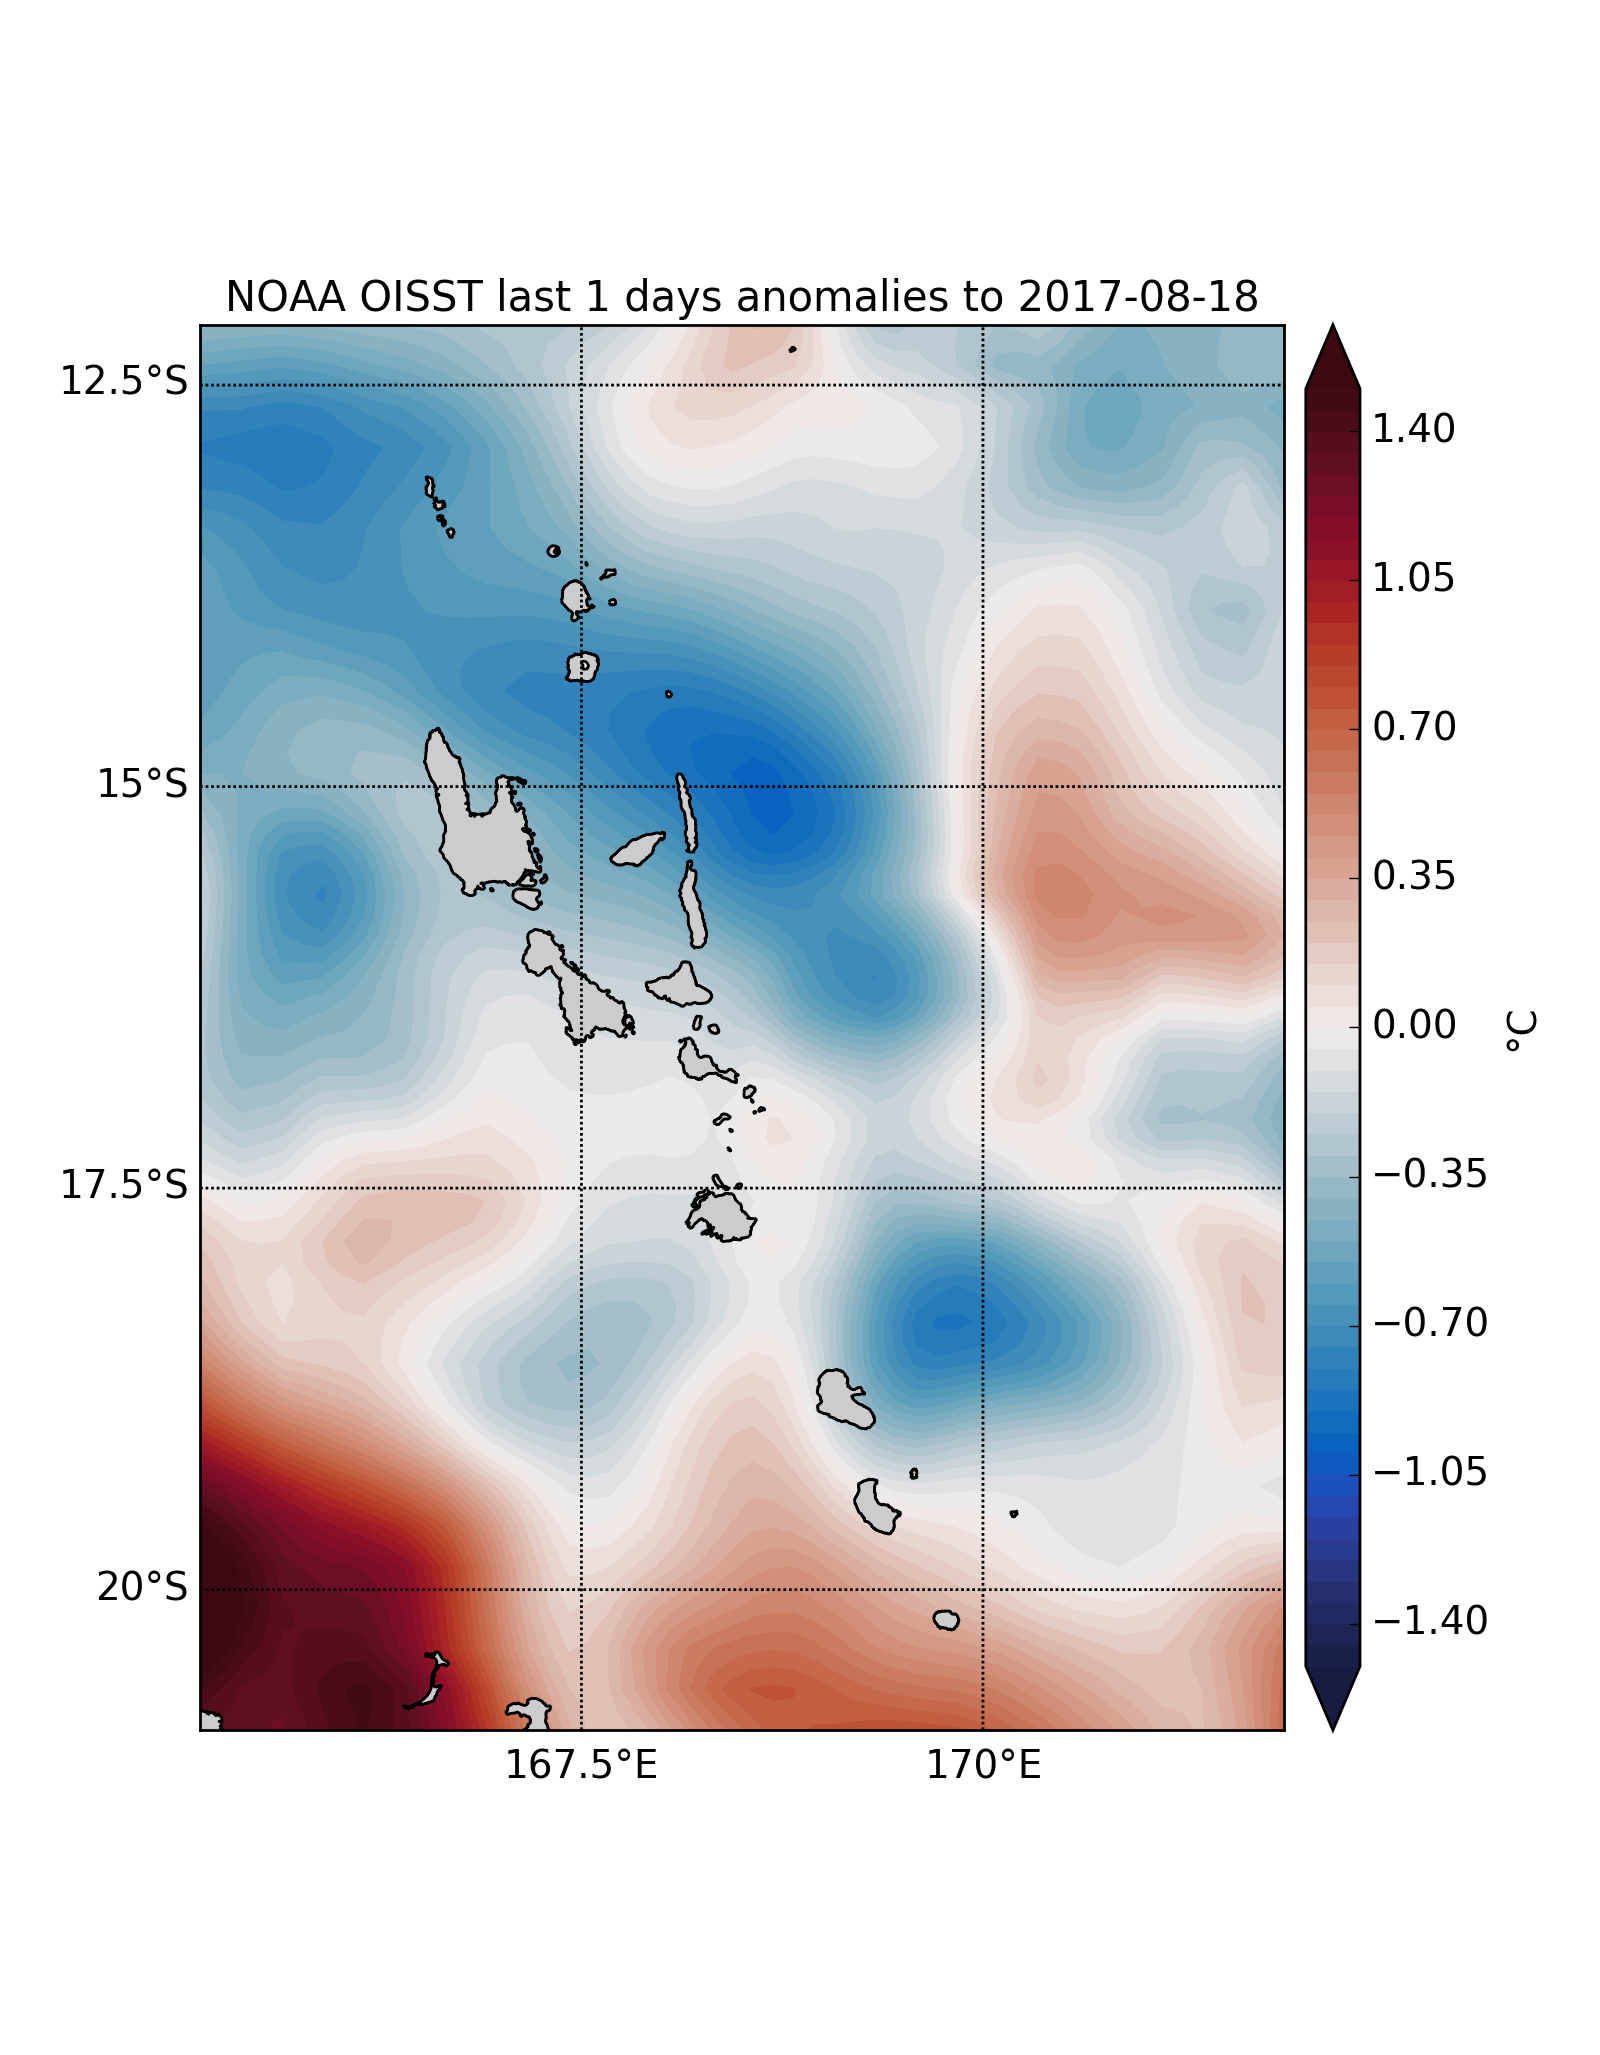 NOAA OISST last 1 days anomalies to 2017-08-18
12.5°S
15°S
17.5°S
20°S
167.5°E
170°E
1.40
1.05
0.70
0.35
0.00
−0.35
−0.70
−1.05
−1.40
°C